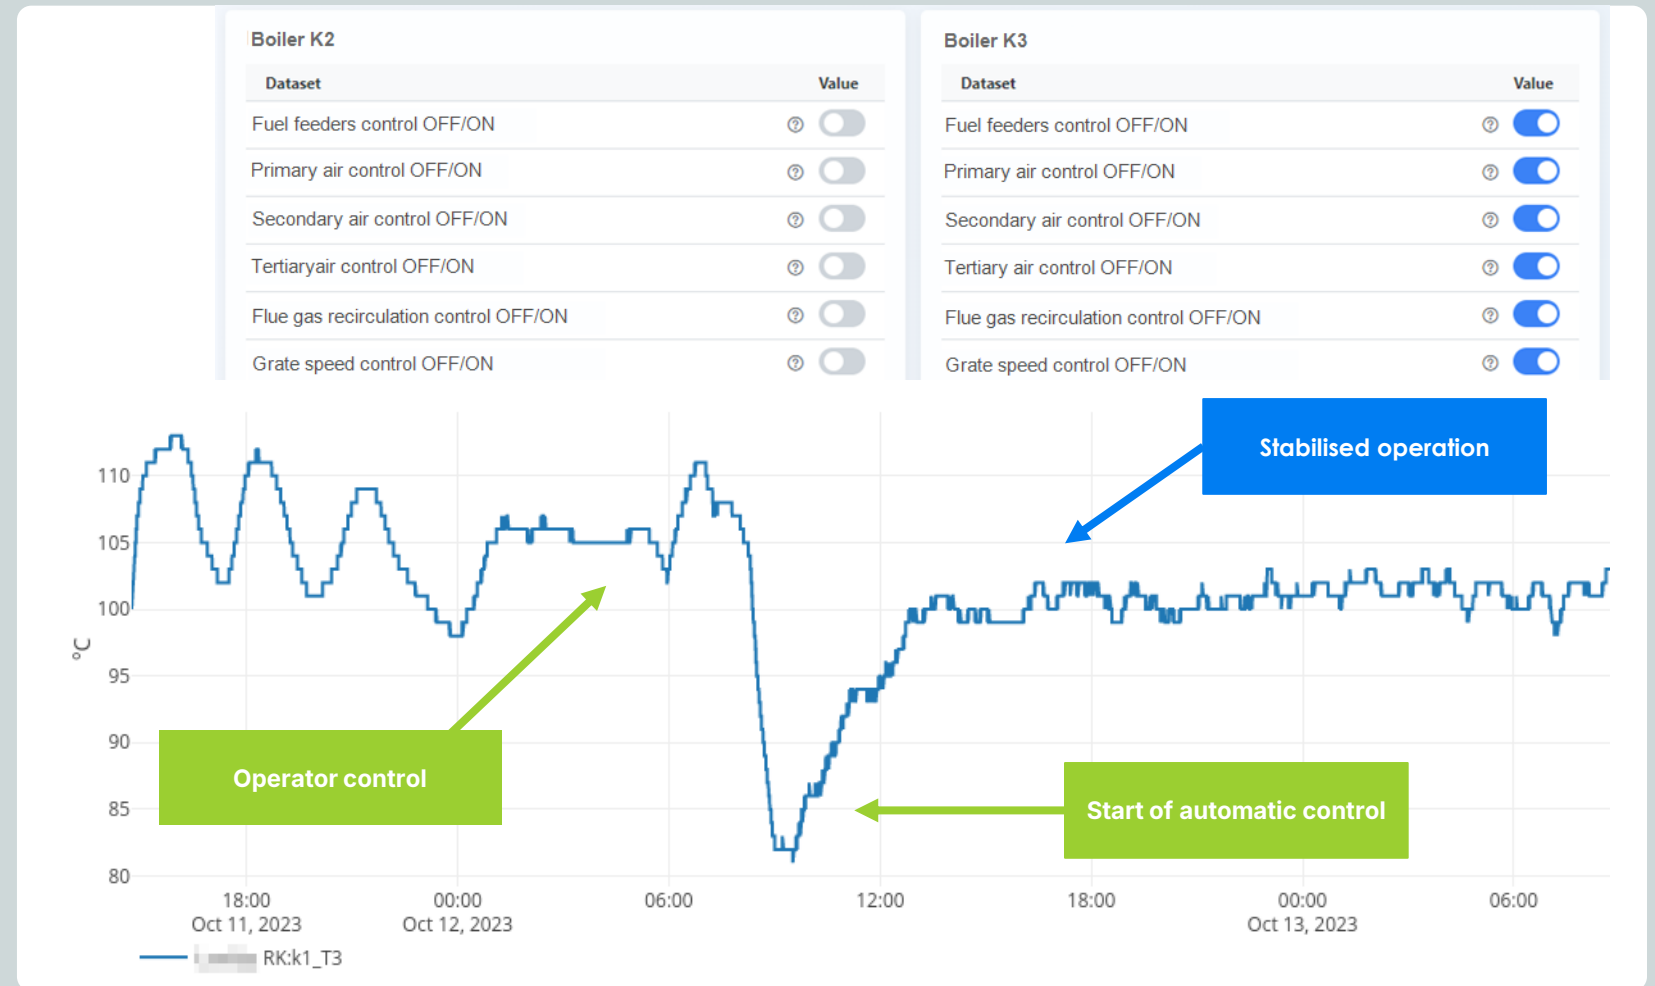 Boiler K2
Dataset Value
Fuel feeders control OFF/ON
Primary air control OFF/ON
Secondary air control OFF/ON
Tertiaryair control OFF/ON
Flue gas recirculation control OFF/ON
Grate speed control OFF/ON
Boiler K3
Dataset Value
Fuel feeders control OFF/ON
Primary air control OFF/ON
Secondary air control OFF/ON
Tertiary air control OFF/ON
Flue gas recirculation control OFF/ON
Grate speed control OFF/ON
Stabilised operation
Operator control
Start of automatic control
°C
110
105
100
95
90
85
80
18:00
Oct 11, 2023
00:00
Oct 12, 2023
06:00
12:00
18:00
00:00
Oct 13, 2023
06:00
RK:k1_T3